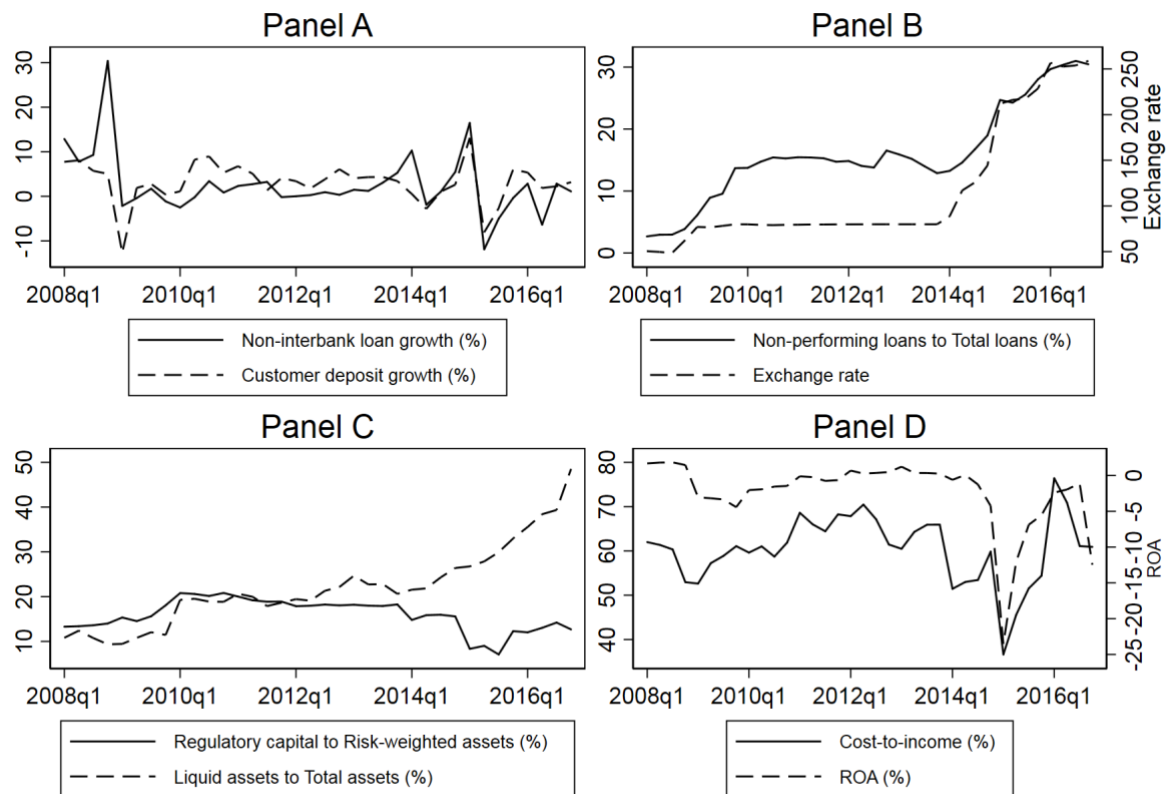 Panel A
30
20
10
0
-10
2008q1 2010q1 2012q1 2014q1 2016q1
Non-interbank loan growth (%)
Customer deposit growth (%)
Panel B
30
20
10
0
250
200
150
100
50
Exchange rate
2008q1 2010q1 2012q1 2014q1 2016q1
Non-performing loans to Total loans (%)
Exchange rate
Panel C
50
40
30
20
10
2008q1 2010q1 2012q1 2014q1 2016q1
Regulatory capital to Risk-weighted assets (%)
Liquid assets to Total assets (%)
Panel D
80
70
60
50
40
0
-5
-10
-15
-20
-25
ROA
2008q1 2010q1 2012q1 2014q1 2016q1
Cost-to-income (%)
ROA (%)